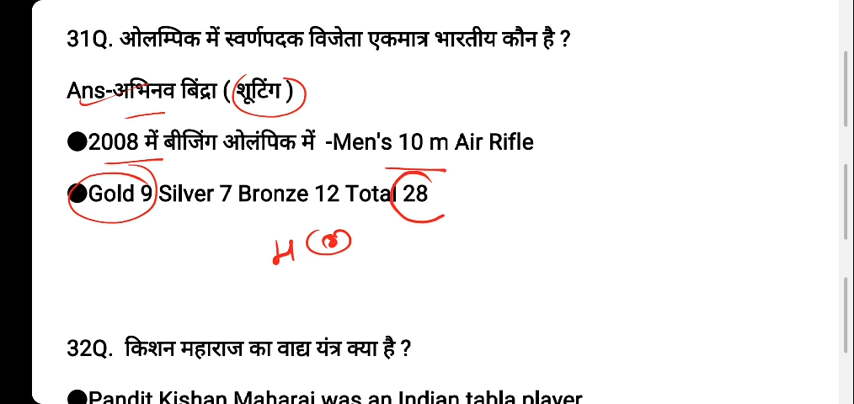 31Q. ओलम्पिक में स्वर्णपदक विजेता एकमात्र भारतीय कौन है ?
Ans-अभिनव बिंद्रा ( शूटिंग )
●2008 में बीजिंग ओलंपिक में -Men's 10 m Air Rifle
●Gold 9 Silver 7 Bronze 12 Total 28
32Q. किशन महाराज का वाद्य यंत्र क्या है ?
●Pandit Kishan Maharaj was an Indian tabla player